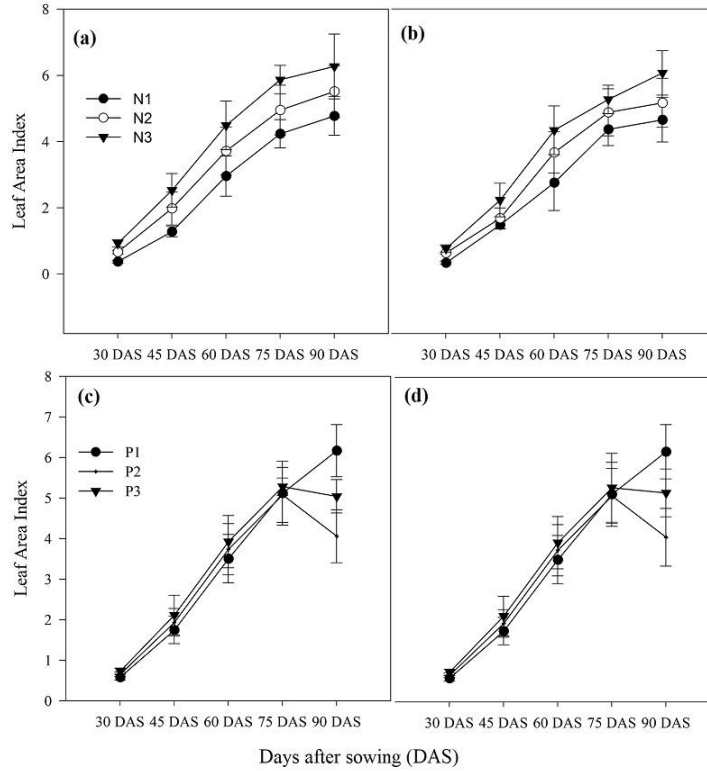 (a)
N1
N2
N3
(b)
Leaf Area Index
8
6
4
2
0
30 DAS 45 DAS 60 DAS 75 DAS 90 DAS
30 DAS 45 DAS 60 DAS 75 DAS 90 DAS
(c)
P1
P2
P3
(d)
Leaf Area Index
8
7
6
5
4
3
2
1
0
30 DAS 45 DAS 60 DAS 75 DAS 90 DAS
30 DAS 45 DAS 60 DAS 75 DAS 90 DAS
Days after sowing (DAS)